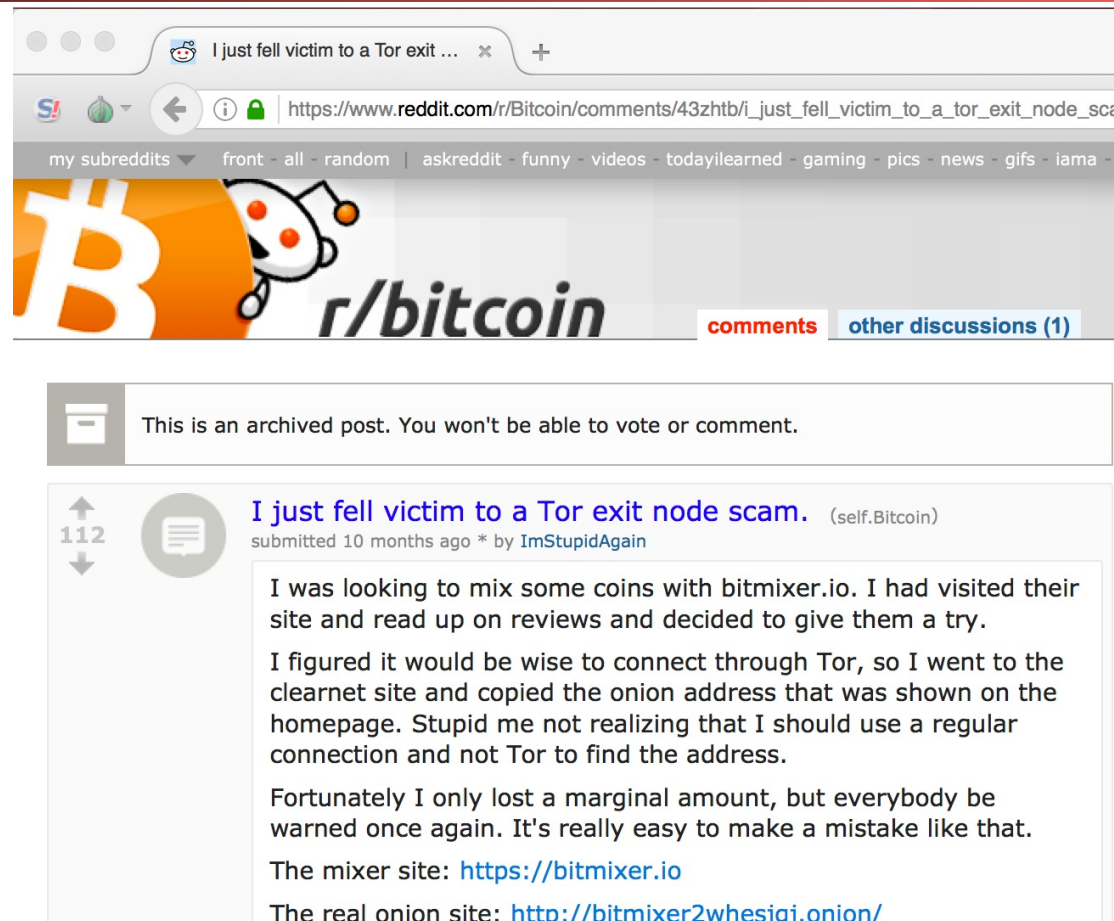 I just fell victim to a Tor exit ...
https://www.reddit.com/r/Bitcoin/comments/43zhtb/i_just_fell_victim_to_a_tor_exit_node_sca
my subreddits front - all - random | askreddit - funny - videos - todayilearned - gaming - pics - news - gifs - iama -
r/bitcoin
comments other discussions (1)
This is an archived post. You won't be able to vote or comment.
112
I just fell victim to a Tor exit node scam. (self.Bitcoin)
submitted 10 months ago * by ImStupidAgain
I was looking to mix some coins with bitmixer.io. I had visited their
site and read up on reviews and decided to give them a try.
I figured it would be wise to connect through Tor, so I went to the
clearnet site and copied the onion address that was shown on the
homepage. Stupid me not realizing that I should use a regular
connection and not Tor to find the address.
Fortunately I only lost a marginal amount, but everybody be
warned once again. It's really easy to make a mistake like that.
The mixer site: https://bitmixer.io
The real onion site: http://bitmixer2whesjgj.onion/